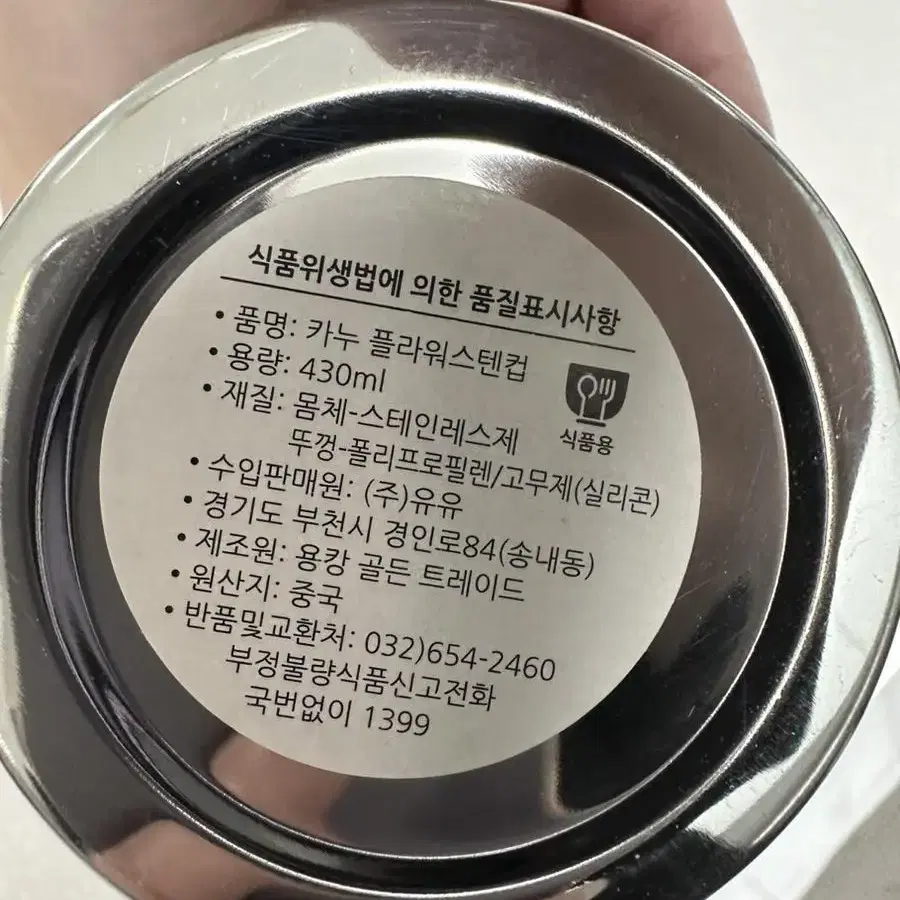 식품위생법에 의한 품질표시사항
• 품명: 카누 플라워스텐컵
• 용량: 430ml
• 재질: 몸체-스테인레스제
뚜껑-폴리프로필렌/고무제(실리콘)
식품용
• 수입판매원: (주)유유
• 경기도 부천시 경인로84(송내동)
• 제조원: 용캉 골든 트레이드
• 원산지: 중국
• 반품및교환처: 032)654-2460
부정불량식품신고전화
국번없이 1399